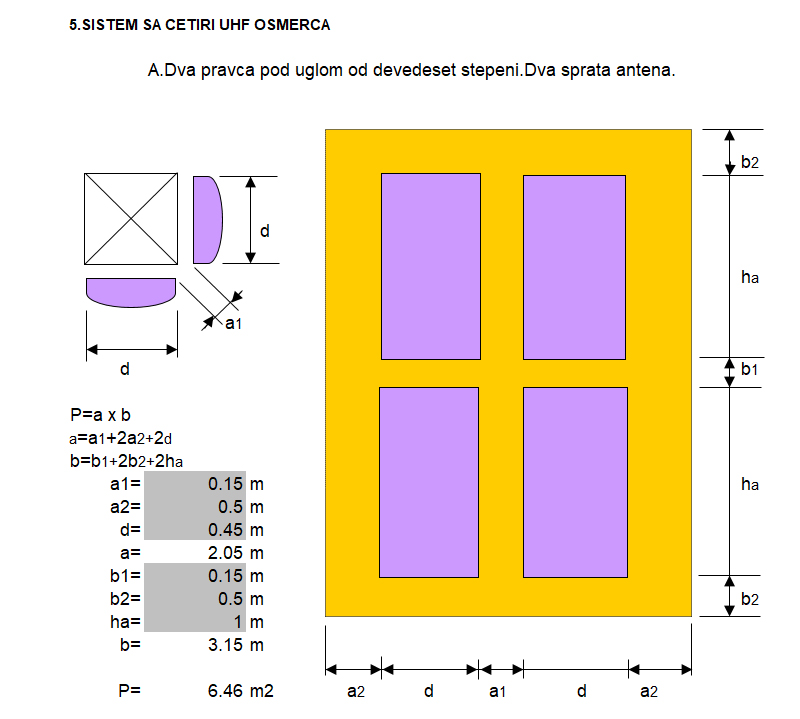 5.SISTEM SA CETIRI UHF OSMERCA
A.Dva pravca pod uglom od devedeset stepeni.Dva sprata antena.
d
a1
d
P=a x b
a=a1+2a2+2d
b=b1+2b2+2ha
a1= 0.15 m
a2= 0.5 m
d= 0.45 m
a= 2.05 m
b1= 0.15 m
b2= 0.5 m
ha= 1 m
b= 3.15 m
P= 6.46 m2
b2
ha
b1
ha
b2
a2 d a1 d a2